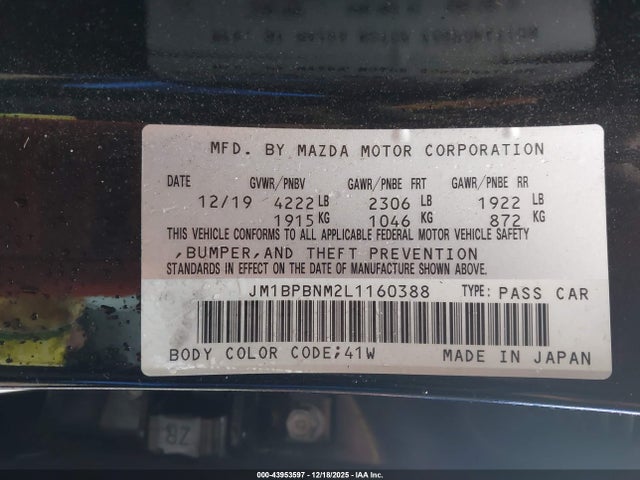 MFD. BY MAZDA MOTOR CORPORATION
DATE GVWR/PNBV GAWR/PNBE FRT GAWR/PNBE RR
12/19 4222 LB 2306 LB 1922 LB
1915 KG 1046 KG 872 KG
THIS VEHICLE CONFORMS TO ALL APPLICABLE FEDERAL MOTOR VEHICLE SAFETY
,BUMPER,AND THEFT PREVENTION
STANDARDS IN EFFECT ON THE DATE OF MANUFACTURE SHOWN ABOVE.
JM1BPBNM2L1160388 TYPE: PASS CAR
BODY COLOR CODE;41W MADE IN JAPAN
000-43953597 - 12/18/2025 - IAA Inc.